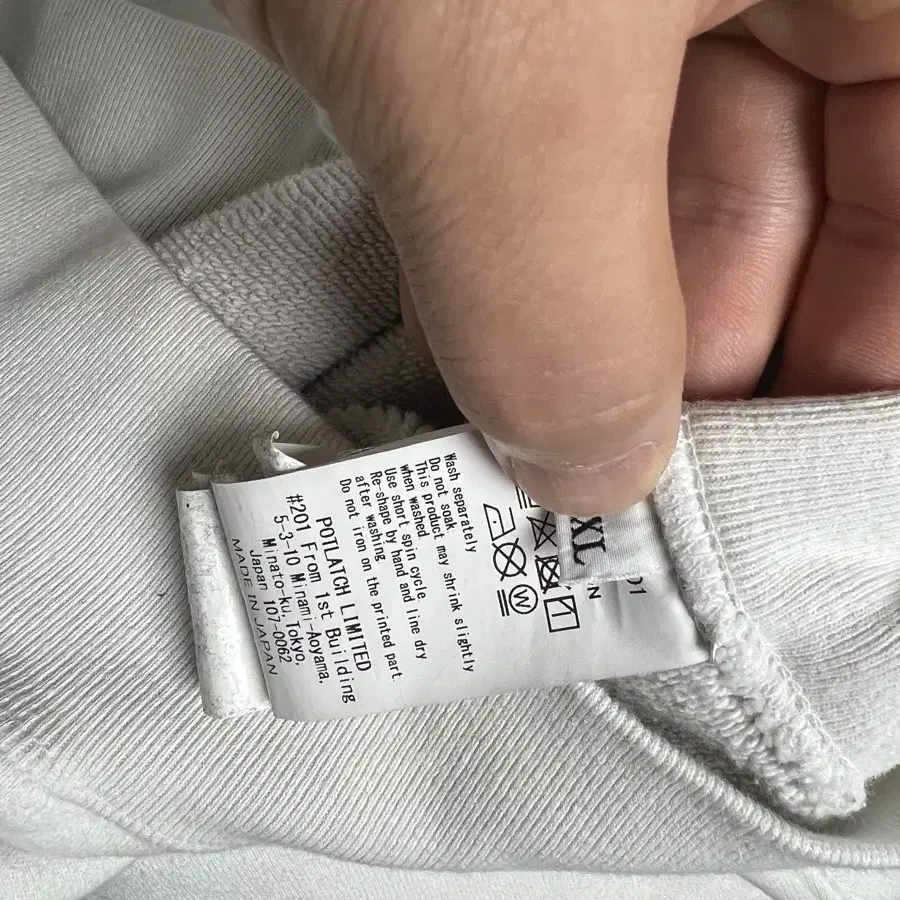 XL
01
N
Wash separately
Do not soak.
This product may shrink slightly
when washed.
Use short spin cycle.
Re-shape by hand and line dry
after washing.
Do not iron on the printed part.
POTLATCH LIMITED
#201 From 1st Building
5-3-10 Minami-Aoyama,
Minato-ku, Tokyo,
Japan 107-0062
MADE IN JAPAN
W